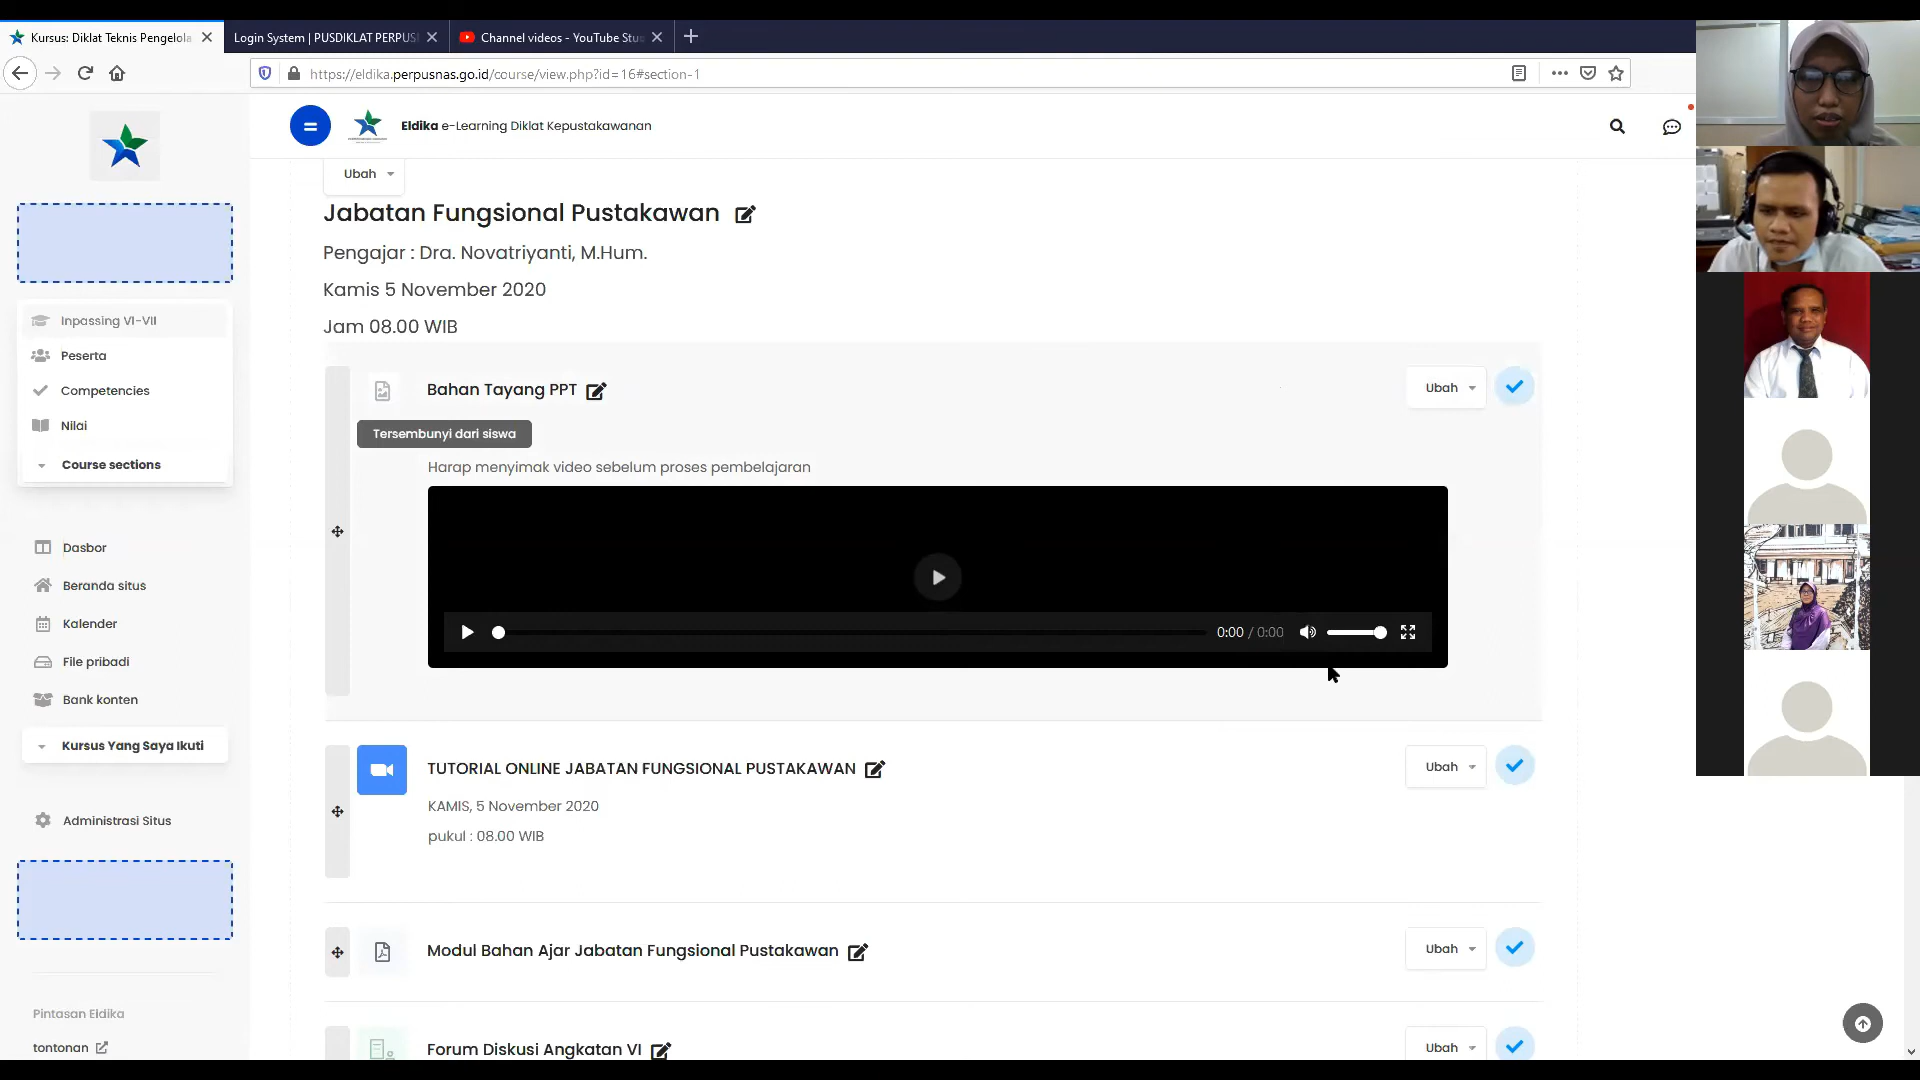 Kursus: Diklat Teknis Pengelola
Login System | PUSDIKLAT PERPUS
Channel videos - YouTube Stu
https://eldika.perpusnas.go.id/course/view.php?id=16#section-1
Eldika e-Learning Diklat Kepustakawanan
Inpassing VI-VII
Peserta
Competencies
Nilai
Course sections
Dasbor
Beranda situs
Kalender
File pribadi
Bank konten
Kursus Yang Saya Ikuti
Administrasi Situs
Pintasan Eldika
tontonan
Ubah
Jabatan Fungsional Pustakawan
Pengajar : Dra. Novatriyanti, M.Hum.
Kamis 5 November 2020
Jam 08.00 WIB
Bahan Tayang PPT
Ubah
Tersembunyi dari siswa
Harap menyimak video sebelum proses pembelajaran
0:00 / 0:00
TUTORIAL ONLINE JABATAN FUNGSIONAL PUSTAKAWAN
Ubah
KAMIS, 5 November 2020
pukul : 08.00 WIB
Modul Bahan Ajar Jabatan Fungsional Pustakawan
Ubah
Forum Diskusi Angkatan VI
Ubah